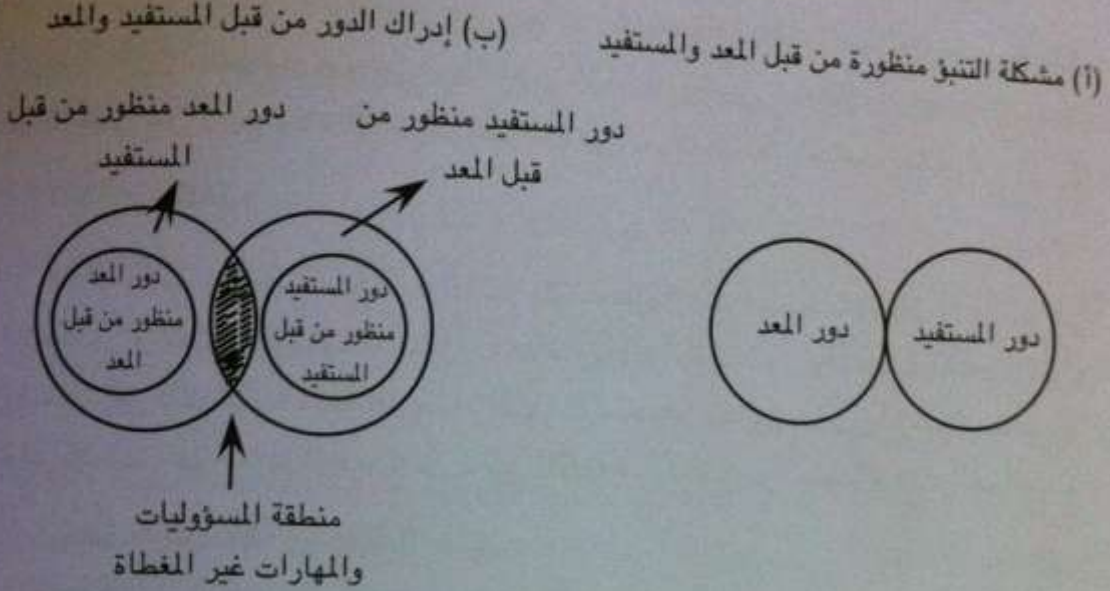 (أ) مشكلة التنبؤ منظورة من قبل المعد والمستفيد
(ب) إدراك الدور من قبل المستفيد والمعد
دور المستفيد منظور من
قبل المعد
دور المعد منظور من قبل
المستفيد
دور المستفيد
دور المعد
دور المستفيد
منظور من قبل
المستفيد
دور المعد
منظور من قبل
المعد
منطقة المسؤوليات
والمهارات غير المغطاة